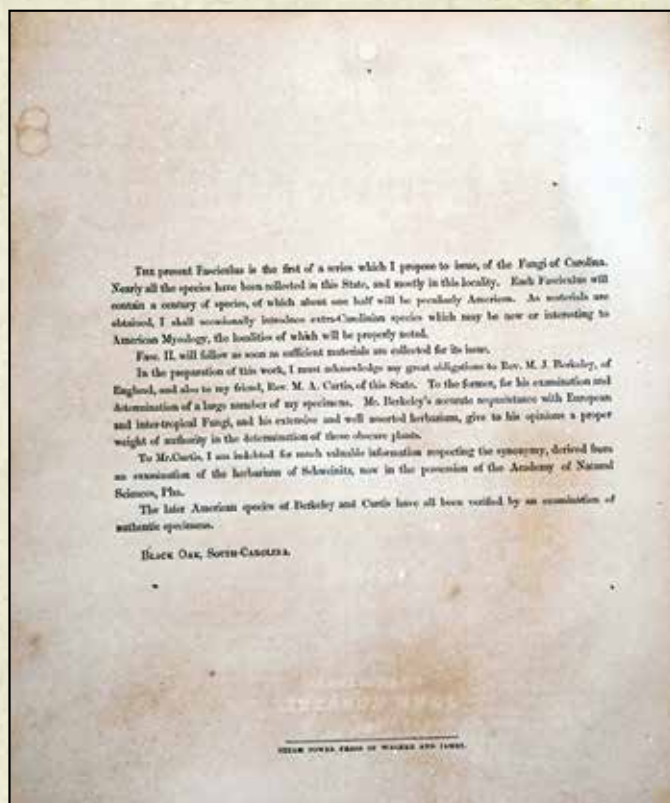 THE present Fasciculus is the first of a series which I propose to issue, of the Fungi of Carolina.
Nearly all the species have been collected in this State, and mostly in this locality. Each Fasciculus will
contain a century of species, of which about one half will be peculiarly American. As materials are
obtained, I shall occasionally introduce extra-Carolinian species which may be new or interesting to
American Mycology, the localities of which will be properly noted.
Fasc. II. will follow as soon as sufficient materials are collected for its issue.
In the preparation of this work, I must acknowledge my great obligations to Rev. M. J. Berkeley, of
England, and also to my friend, Rev. M. A. Curtis, of this State. To the former, for his examination and
determination of a large number of my specimens. Mr. Berkeley's accurate acquaintance with European
and inter-tropical Fungi, and his extensive and well assorted herbarium, give to his opinions a proper
weight of authority in the determination of these obscure plants.
To Mr. Curtis, I am indebted for much valuable information respecting the synonymy, derived from
an examination of the herbarium of Schweinitz, now in the possession of the Academy of Natural
Sciences, Pha.
The later American species of Berkeley and Curtis have all been verified by an examination of
authentic specimens.
BLACK OAK, SOUTH-CAROLINA.
STEAM POWER PRESS OF WALKER AND JAMES.